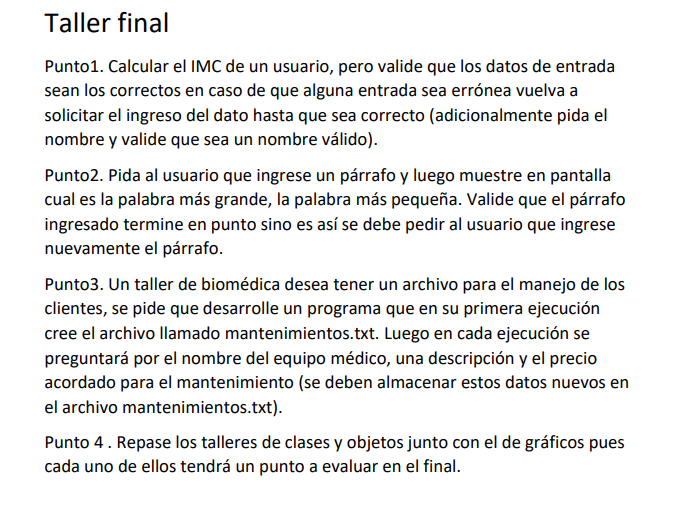 Taller final
Punto1. Calcular el IMC de un usuario, pero valide que los datos de entrada
sean los correctos en caso de que alguna entrada sea errónea vuelva a
solicitar el ingreso del dato hasta que sea correcto (adicionalmente pida el
nombre y valide que sea un nombre válido).
Punto2. Pida al usuario que ingrese un párrafo y luego muestre en pantalla
cual es la palabra más grande, la palabra más pequeña. Valide que el párrafo
ingresado termine en punto sino es así se debe pedir al usuario que ingrese
nuevamente el párrafo.
Punto3. Un taller de biomédica desea tener un archivo para el manejo de los
clientes, se pide que desarrolle un programa que en su primera ejecución
cree el archivo llamado mantenimientos.txt. Luego en cada ejecución se
preguntará por el nombre del equipo médico, una descripción y el precio
acordado para el mantenimiento (se deben almacenar estos datos nuevos en
el archivo mantenimientos.txt).
Punto 4 . Repase los talleres de clases y objetos junto con el de gráficos pues
cada uno de ellos tendrá un punto a evaluar en el final.